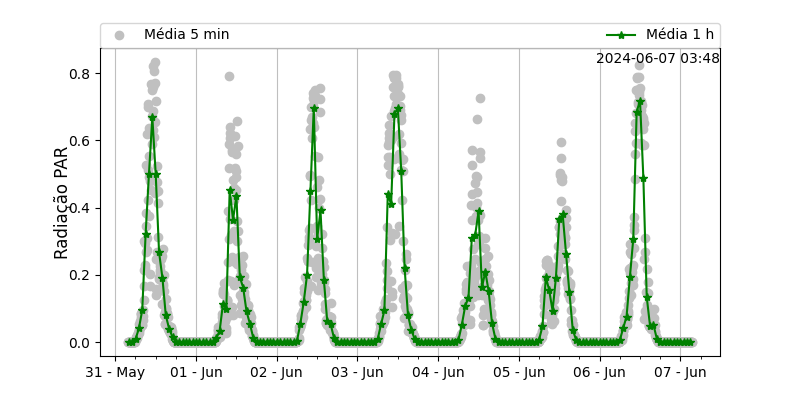 Média 5 min
Média 1 h
2024-06-07 03:48
Radiação PAR
0.8
0.6
0.4
0.2
0.0
31 - May 01 - Jun 02 - Jun 03 - Jun 04 - Jun 05 - Jun 06 - Jun 07 - Jun